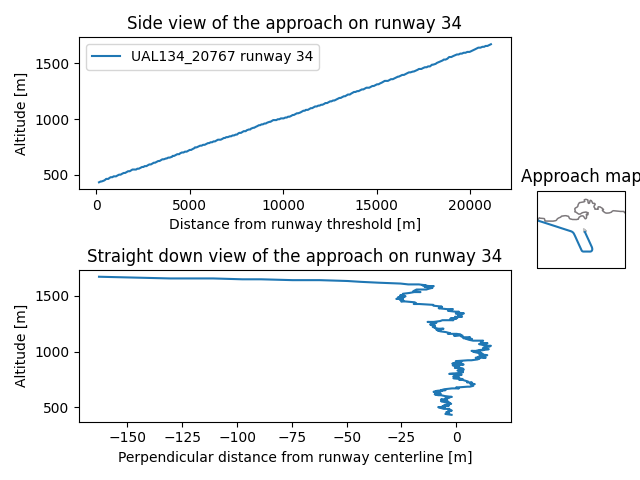 Side view of the approach on runway 34
UAL134_20767 runway 34
1500
1000
500
Altitude [m]
0
5000
10000
15000
20000
Distance from runway threshold [m]
Approach map
Straight down view of the approach on runway 34
1500
1000
500
Altitude [m]
−150
−125
−100
−75
−50
−25
0
Perpendicular distance from runway centerline [m]